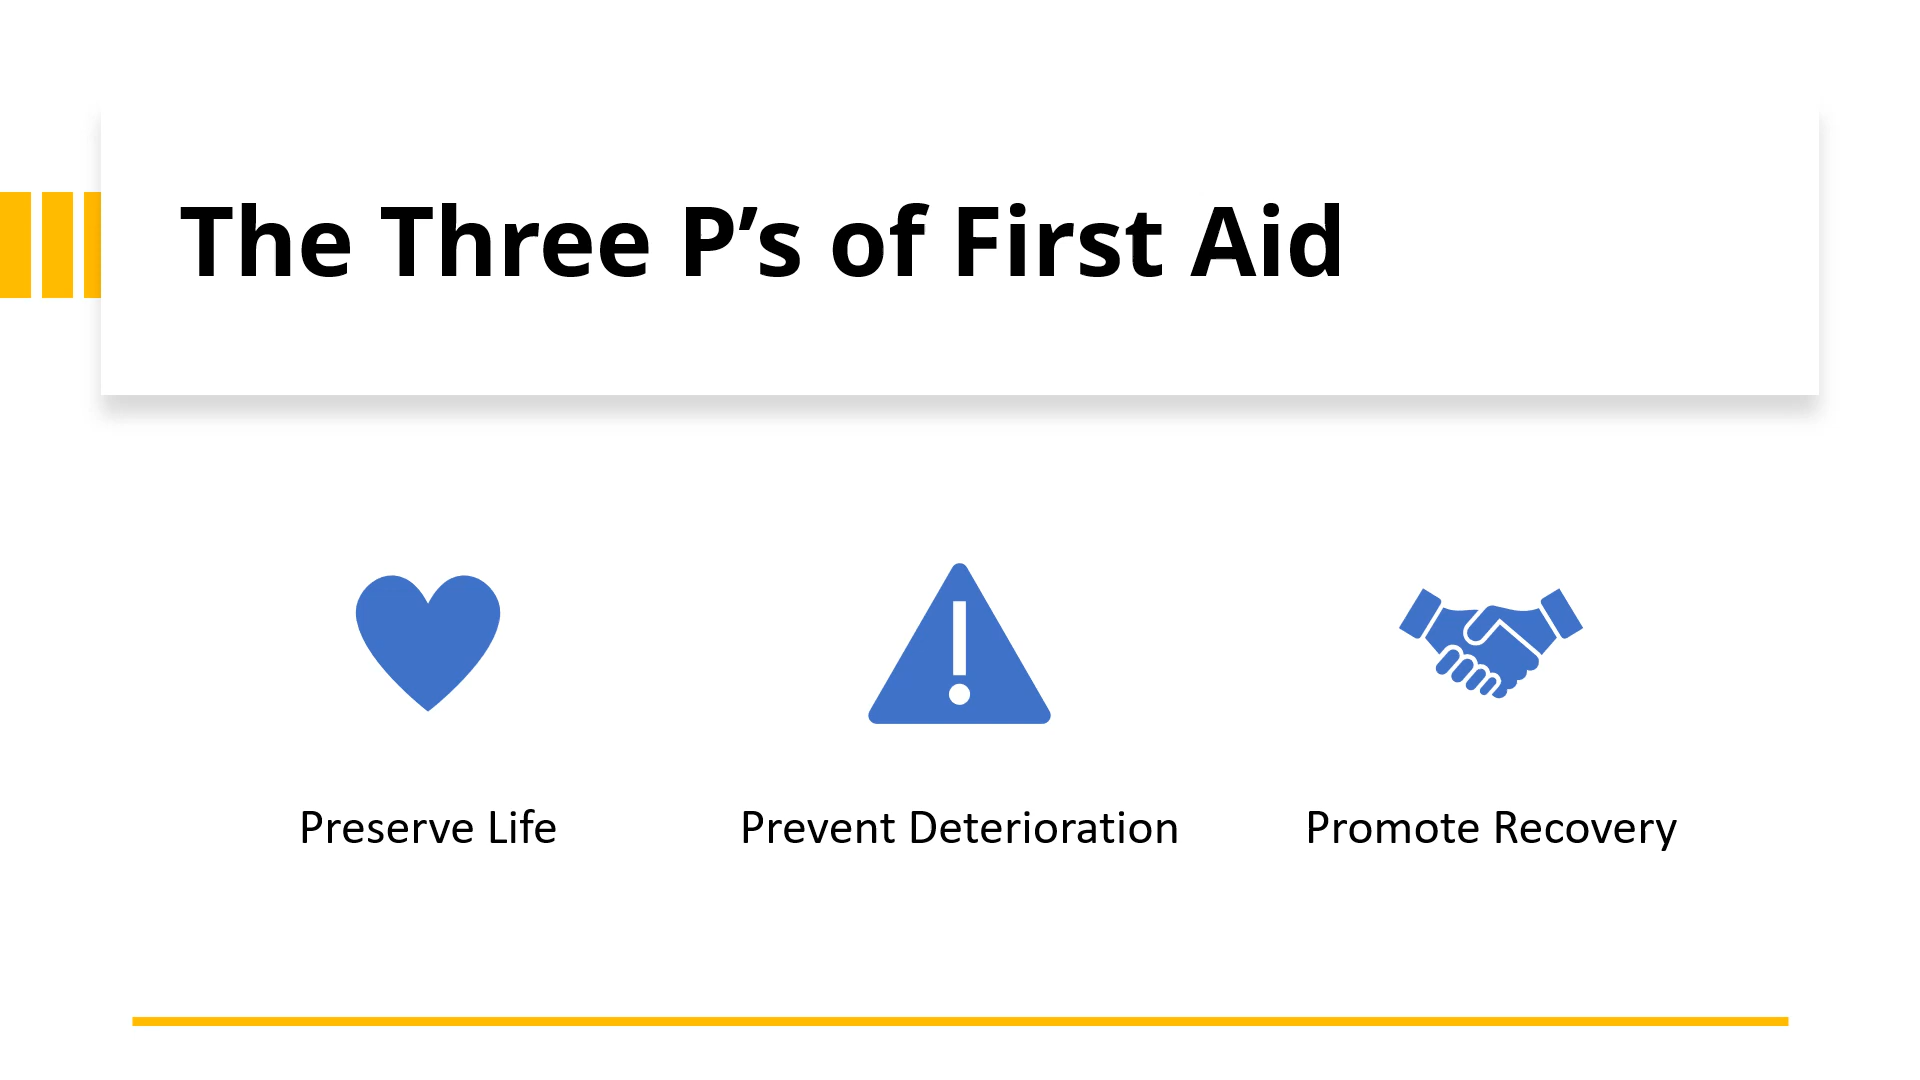 The Three P’s of First Aid
Preserve Life
Prevent Deterioration
Promote Recovery